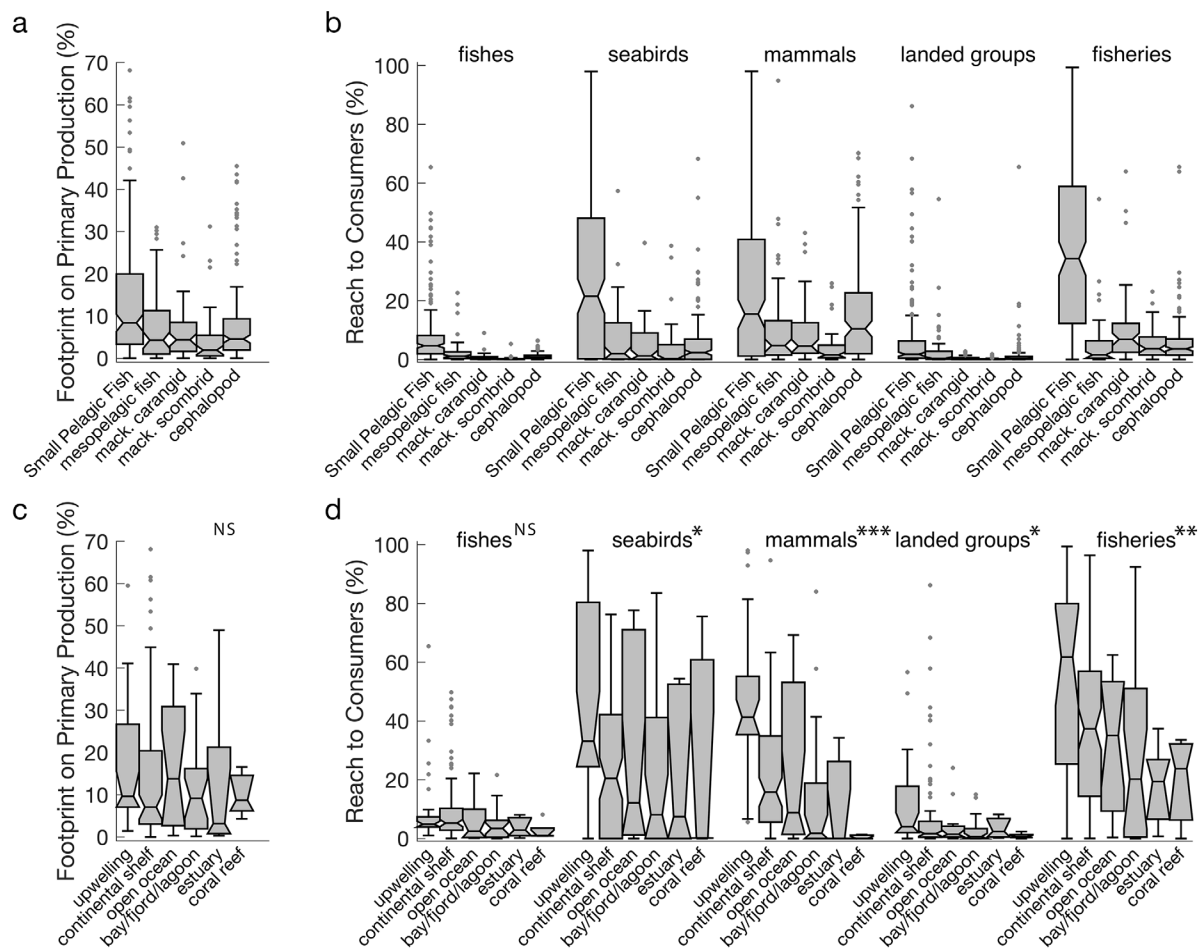 a
Footprint on Primary Production (%)
70
60
50
40
30
20
10
0
Small Pelagic Fish
mesopelagic fish
mack. carangid
mack. scombrid
cephalopod
b
Reach to Consumers (%)
100
80
60
40
20
0
fishes
seabirds
mammals
landed groups
fisheries
Small Pelagic Fish
mesopelagic fish
mack. carangid
mack. scombrid
cephalopod
Small Pelagic Fish
mesopelagic fish
mack. carangid
mack. scombrid
cephalopod
Small Pelagic Fish
mesopelagic fish
mack. carangid
mack. scombrid
cephalopod
Small Pelagic Fish
mesopelagic fish
mack. carangid
mack. scombrid
cephalopod
Small Pelagic Fish
mesopelagic fish
mack. carangid
mack. scombrid
cephalopod
c
Footprint on Primary Production (%)
NS
70
60
50
40
30
20
10
0
upwelling
continental shelf
open ocean
bay/fjord/lagoon
estuary
coral reef
d
Reach to Consumers (%)
100
80
60
40
20
0
fishes NS
seabirds*
mammals***
landed groups*
fisheries**
upwelling
continental shelf
open ocean
bay/fjord/lagoon
estuary
coral reef
upwelling
continental shelf
open ocean
bay/fjord/lagoon
estuary
coral reef
upwelling
continental shelf
open ocean
bay/fjord/lagoon
estuary
coral reef
upwelling
continental shelf
open ocean
bay/fjord/lagoon
estuary
coral reef
upwelling
continental shelf
open ocean
bay/fjord/lagoon
estuary
coral reef